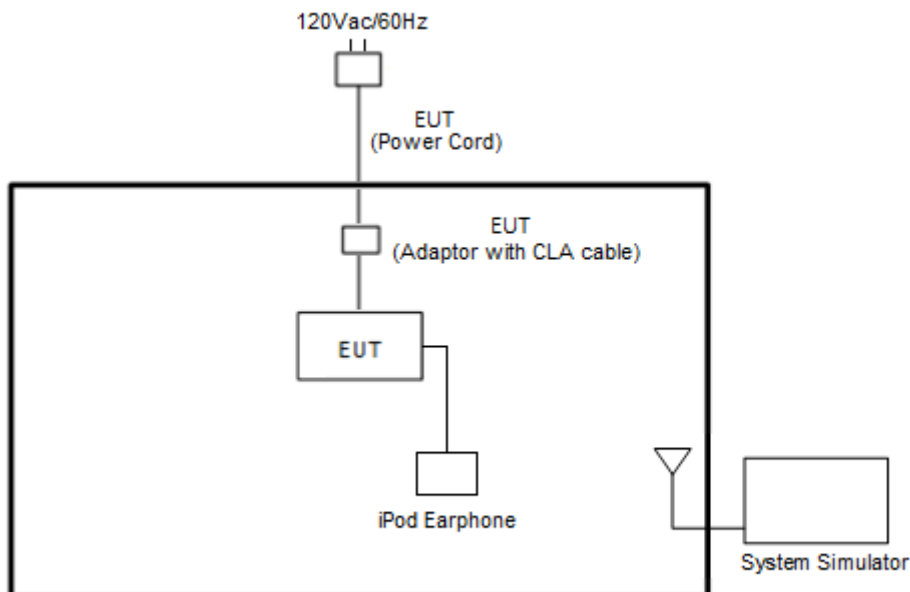 120Vac/60Hz
EUT
(Power Cord)
EUT
(Adaptor with CLA cable)
EUT
iPod Earphone
System Simulator